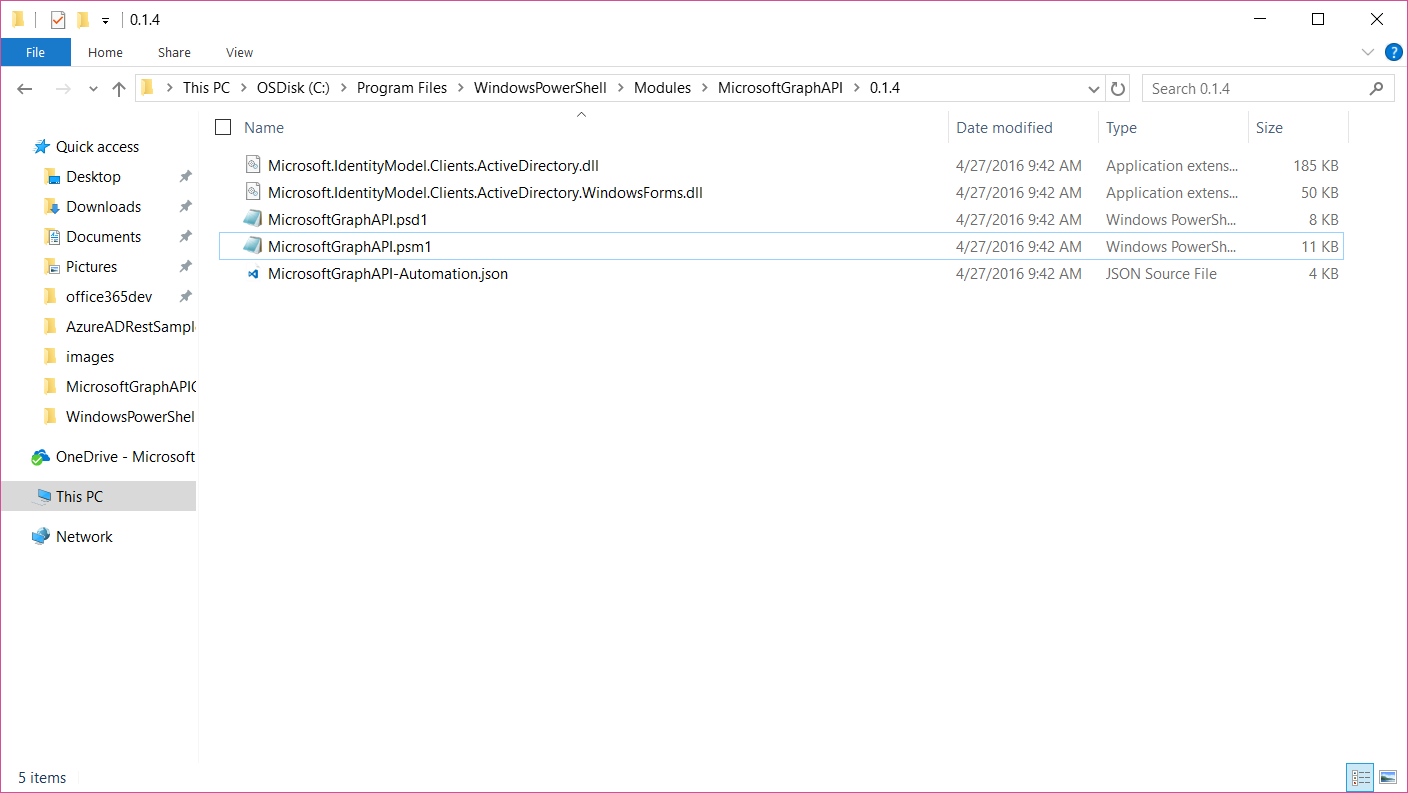 0.1.4
File Home Share View
This PC OSDisk (C:) Program Files WindowsPowerShell Modules MicrosoftGraphAPI 0.1.4 Search 0.1.4
Name Date modified Type Size
Quick access
Desktop
Downloads
Documents
Pictures
office365dev
AzureADRestSampl
images
MicrosoftGraphAPIC
WindowsPowerShel
OneDrive - Microsoft
This PC
Network
Microsoft.IdentityModel.Clients.ActiveDirectory.dll 4/27/2016 9:42 AM Application extens... 185 KB
Microsoft.IdentityModel.Clients.ActiveDirectory.WindowsForms.dll 4/27/2016 9:42 AM Application extens... 50 KB
MicrosoftGraphAPI.psd1 4/27/2016 9:42 AM Windows PowerSh... 8 KB
MicrosoftGraphAPI.psm1 4/27/2016 9:42 AM Windows PowerSh... 11 KB
MicrosoftGraphAPI-Automation.json 4/27/2016 9:42 AM JSON Source File 4 KB
5 items